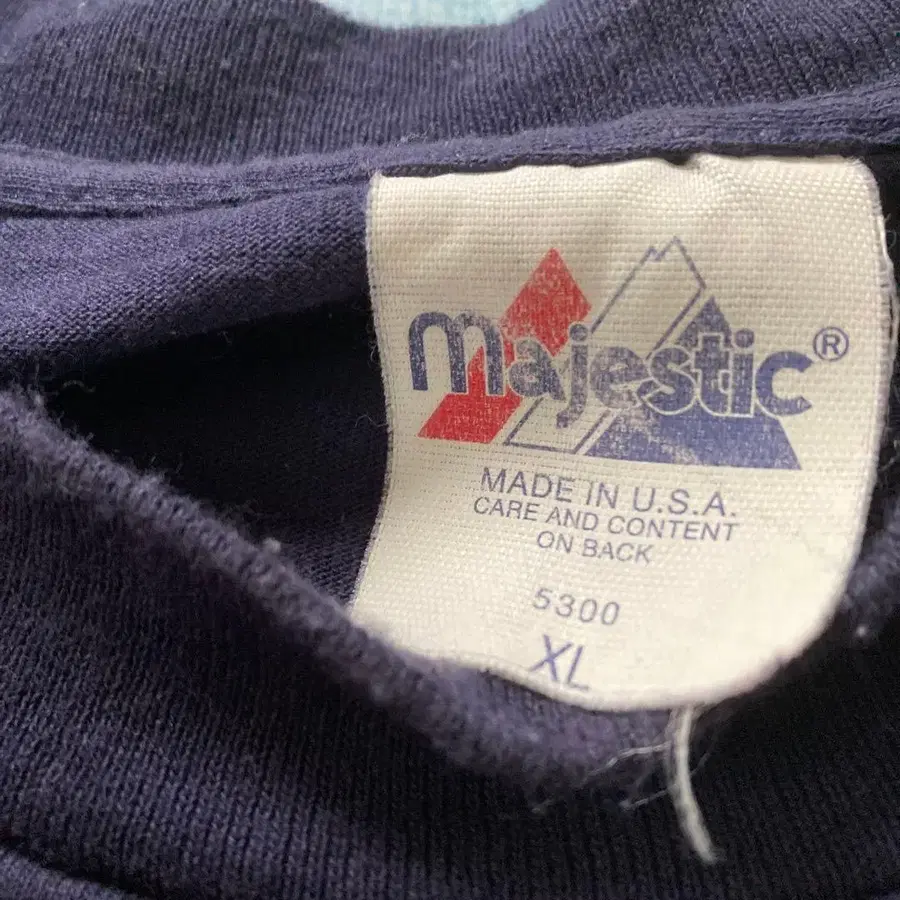 majestic®
MADE IN U.S.A.
CARE AND CONTENT
ON BACK
5300
XL